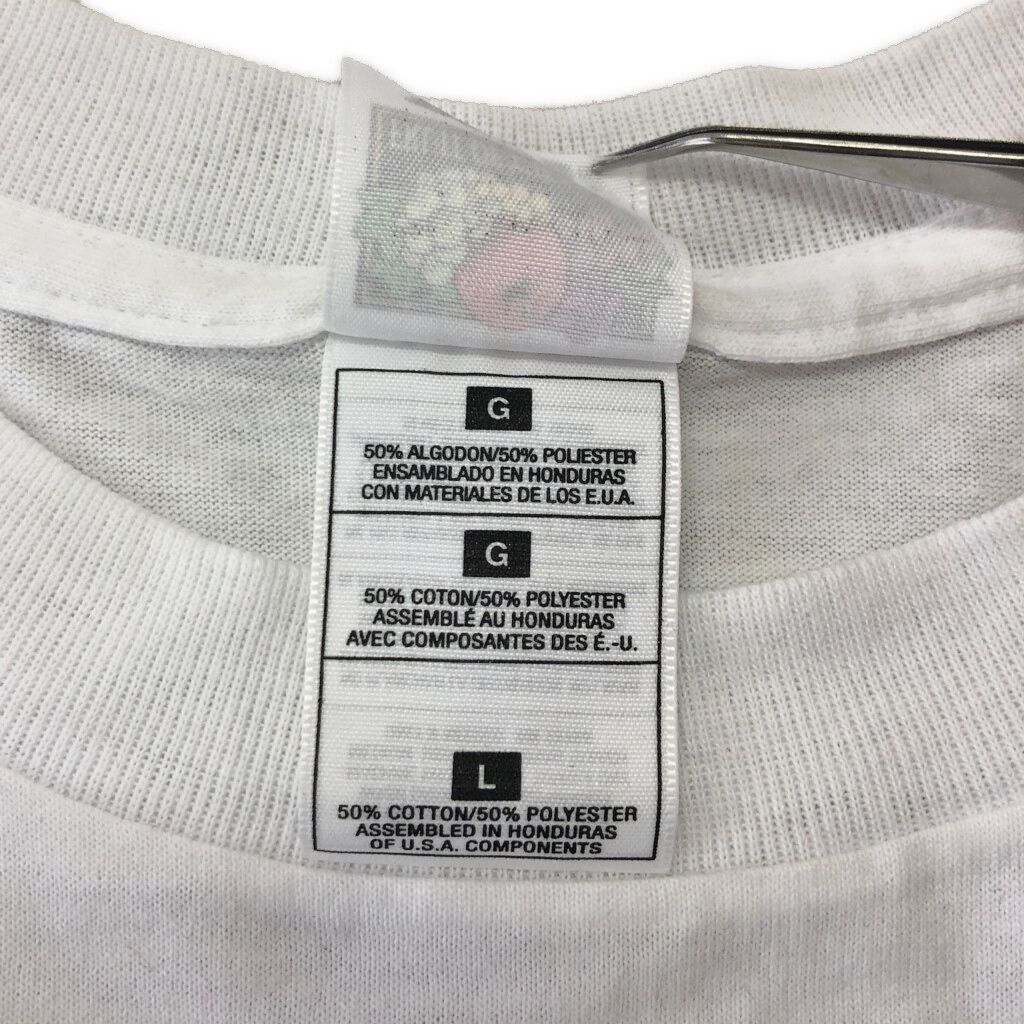 G
50% ALGODON/50% POLIESTER
ENSAMBLADO EN HONDURAS
CON MATERIALES DE LOS E.U.A.
G
50% COTON/50% POLYESTER
ASSEMBLÉ AU HONDURAS
AVEC COMPOSANTES DES É.-U.
L
50% COTTON/50% POLYESTER
ASSEMBLED IN HONDURAS
OF U.S.A. COMPONENTS